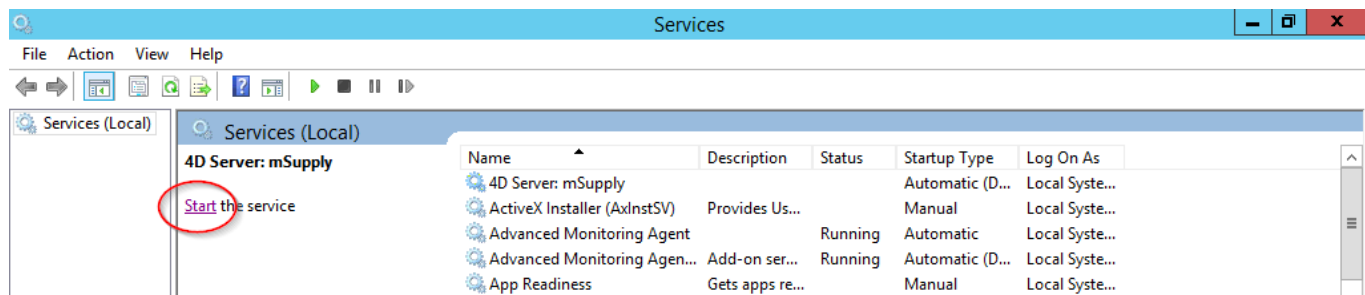 Services
File Action View Help
Services (Local)
Services (Local)
4D Server: mSupply
Start the service
Name Description Status Startup Type Log On As
4D Server: mSupply Automatic (D... Local Syste...
ActiveX Installer (AxInstSV) Provides Us... Manual Local Syste...
Advanced Monitoring Agent Running Automatic Local Syste...
Advanced Monitoring Agen... Add-on ser... Running Automatic (D... Local Syste...
App Readiness Gets apps re... Manual Local Syste...